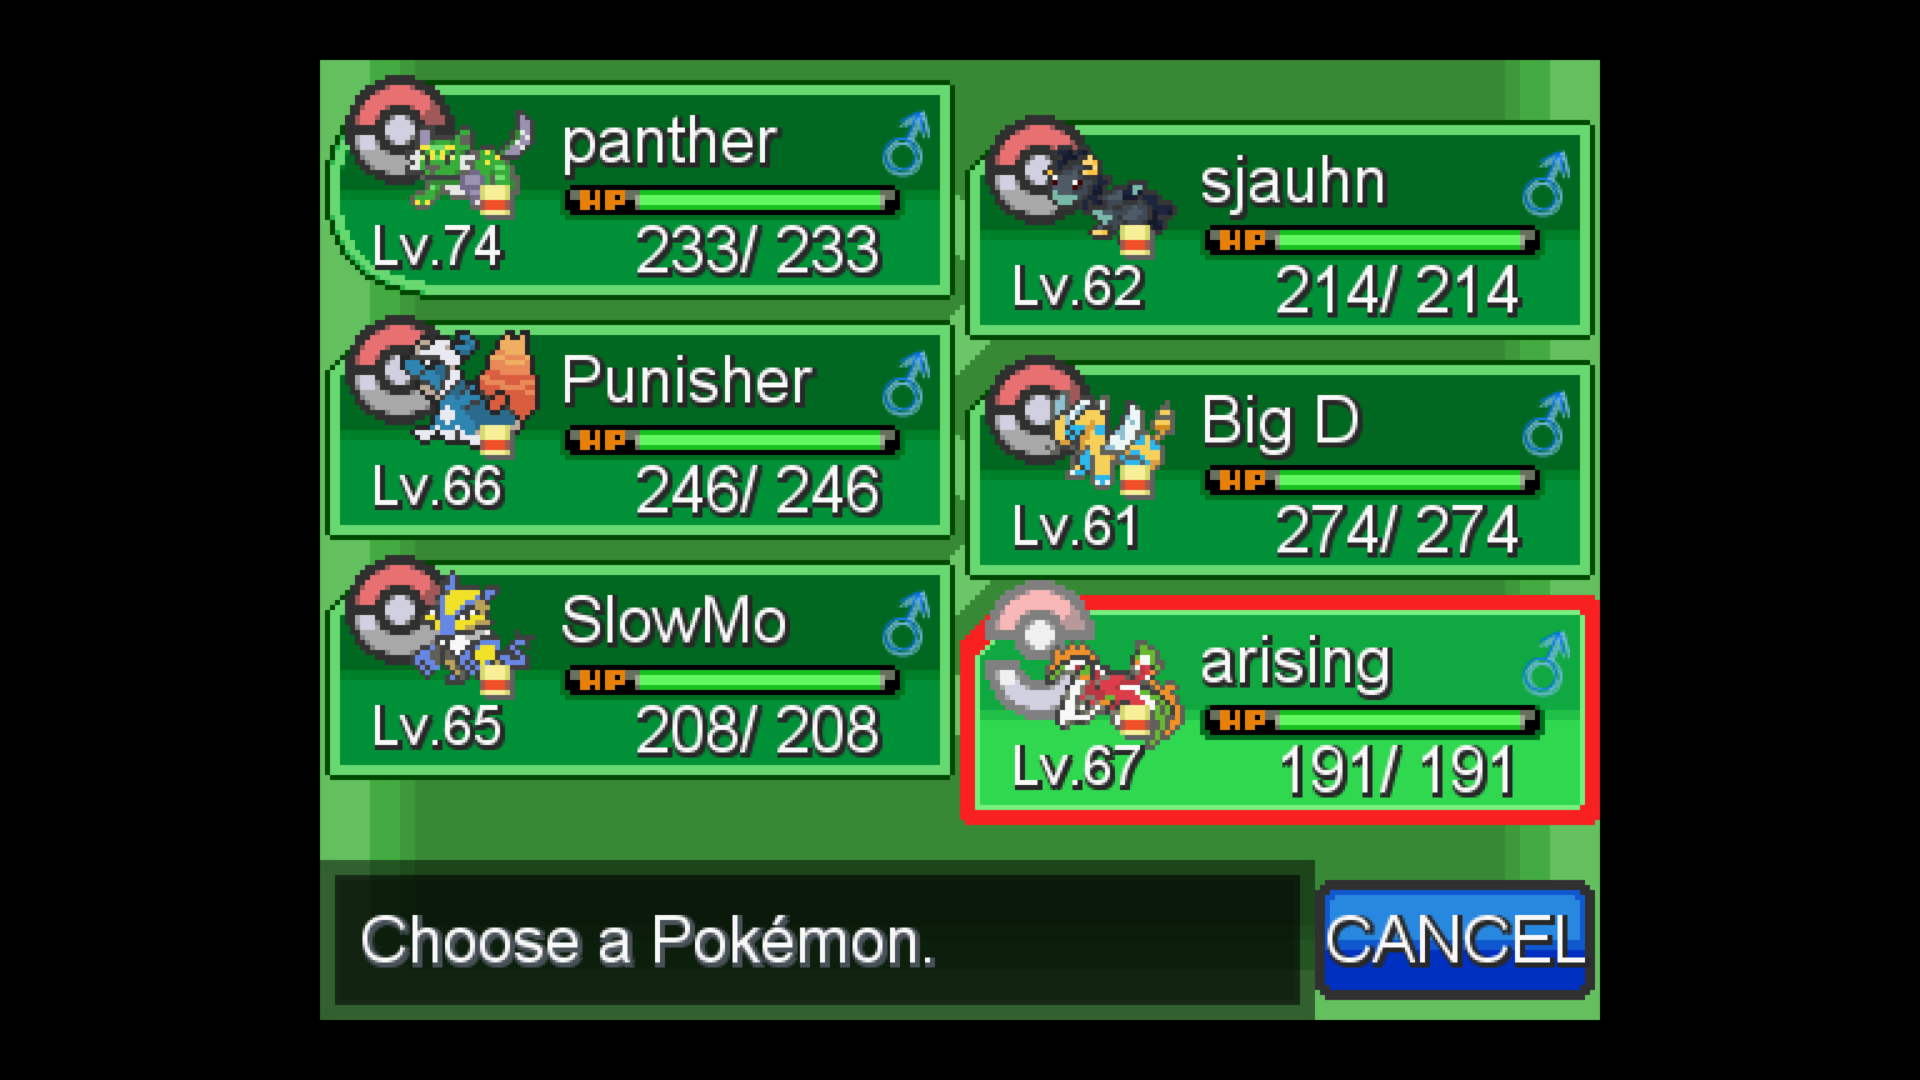 panther ♂
HP
Lv.74 233/ 233
sjauhn ♂
HP
Lv.62 214/ 214
Punisher ♂
HP
Lv.66 246/ 246
Big D ♂
HP
Lv.61 274/ 274
SlowMo ♂
HP
Lv.65 208/ 208
arising ♂
HP
Lv.67 191/ 191
Choose a Pokémon.
CANCEL